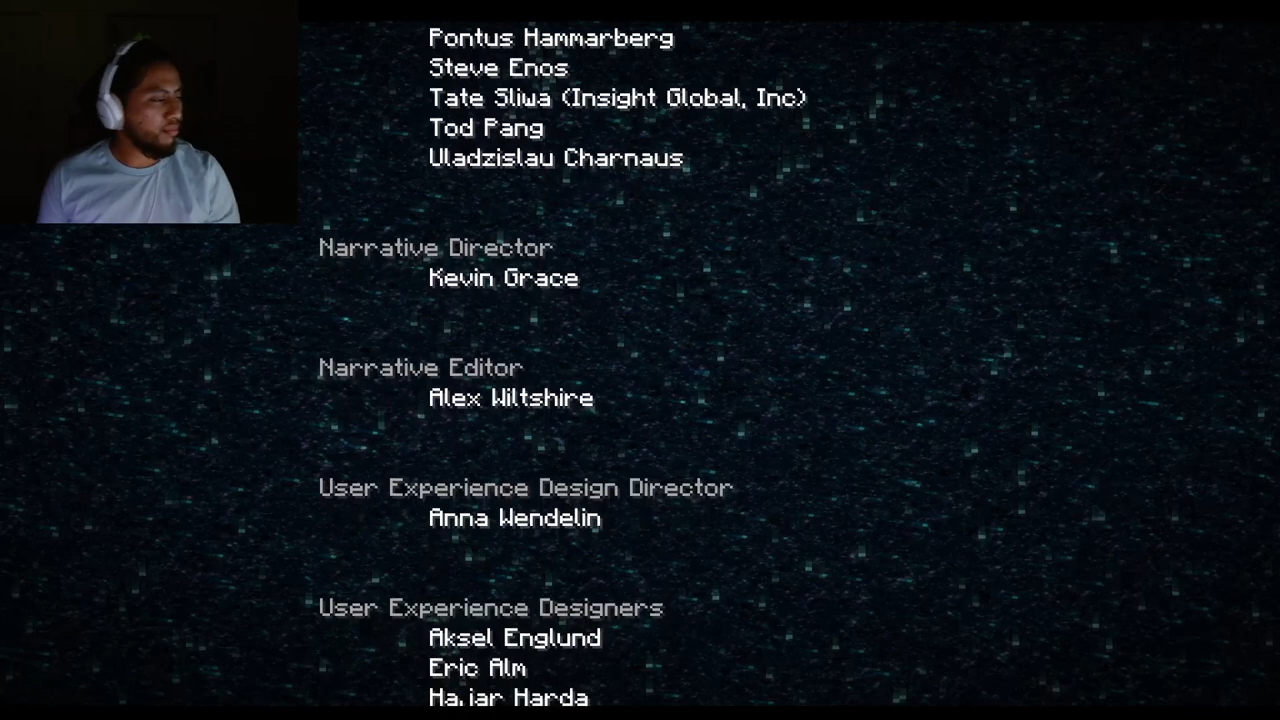 Pontus Hammarberg
Steve Enos
Tate Sliwa (Insight Global, Inc)
Tod Pang
Uladzislau Charnaus
Narrative Director
Kevin Grace
Narrative Editor
Alex Wiltshire
User Experience Design Director
Anna Wendelin
User Experience Designers
Aksel Englund
Eric Alm
Hajar Harda